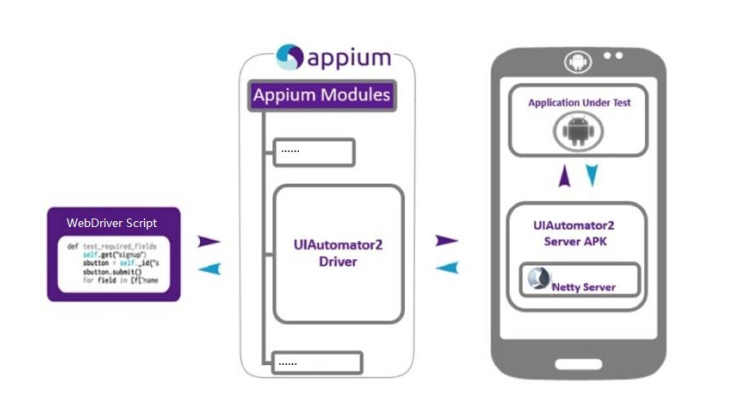 appium
Appium Modules
......
UIAutomator2
Driver
......
WebDriver Script
def test_required_fields
self.get("signup")
sbutton = self._id("s
sbutton.submit()
for field in [f["name
Application Under Test
UIAutomator2
Server APK
Netty Server